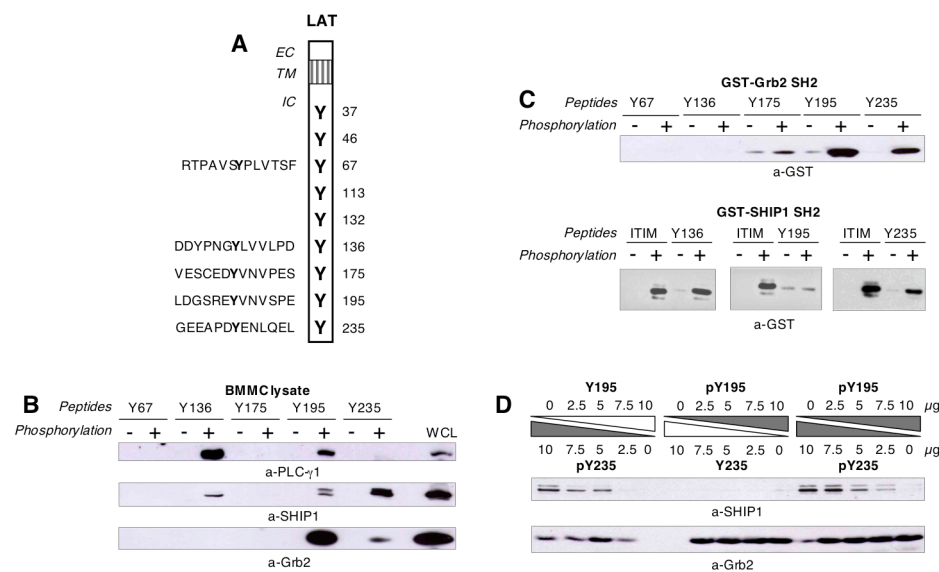 LAT
A
EC
TM
IC
Y 37
Y 46
RTPAVSYPLVTSF Y 67
Y 113
Y 132
DDYPNGYLVVLPD Y 136
VESCEDYVNVPES Y 175
LDGSREYVNVSPE Y 195
GEEAPDYENLQEL Y 235
B
BMMC lysate
Peptides Y67 Y136 Y175 Y195 Y235
Phosphorylation - + - + - + - + - + WCL
a-PLC-γ1
a-SHIP1
a-Grb2
C
GST-Grb2 SH2
Peptides Y67 Y136 Y175 Y195 Y235
Phosphorylation - + - + - + - + - +
a-GST
GST-SHIP1 SH2
Peptides ITIM Y136 ITIM Y195 ITIM Y235
Phosphorylation - + - + - + - + - + - +
a-GST
D
Y195 pY195 pY195
0 2.5 5 7.5 10 0 2.5 5 7.5 10 0 2.5 5 7.5 10 µg
10 7.5 5 2.5 0 10 7.5 5 2.5 0 10 7.5 5 2.5 0 µg
pY235 Y235 pY235
a-SHIP1
a-Grb2